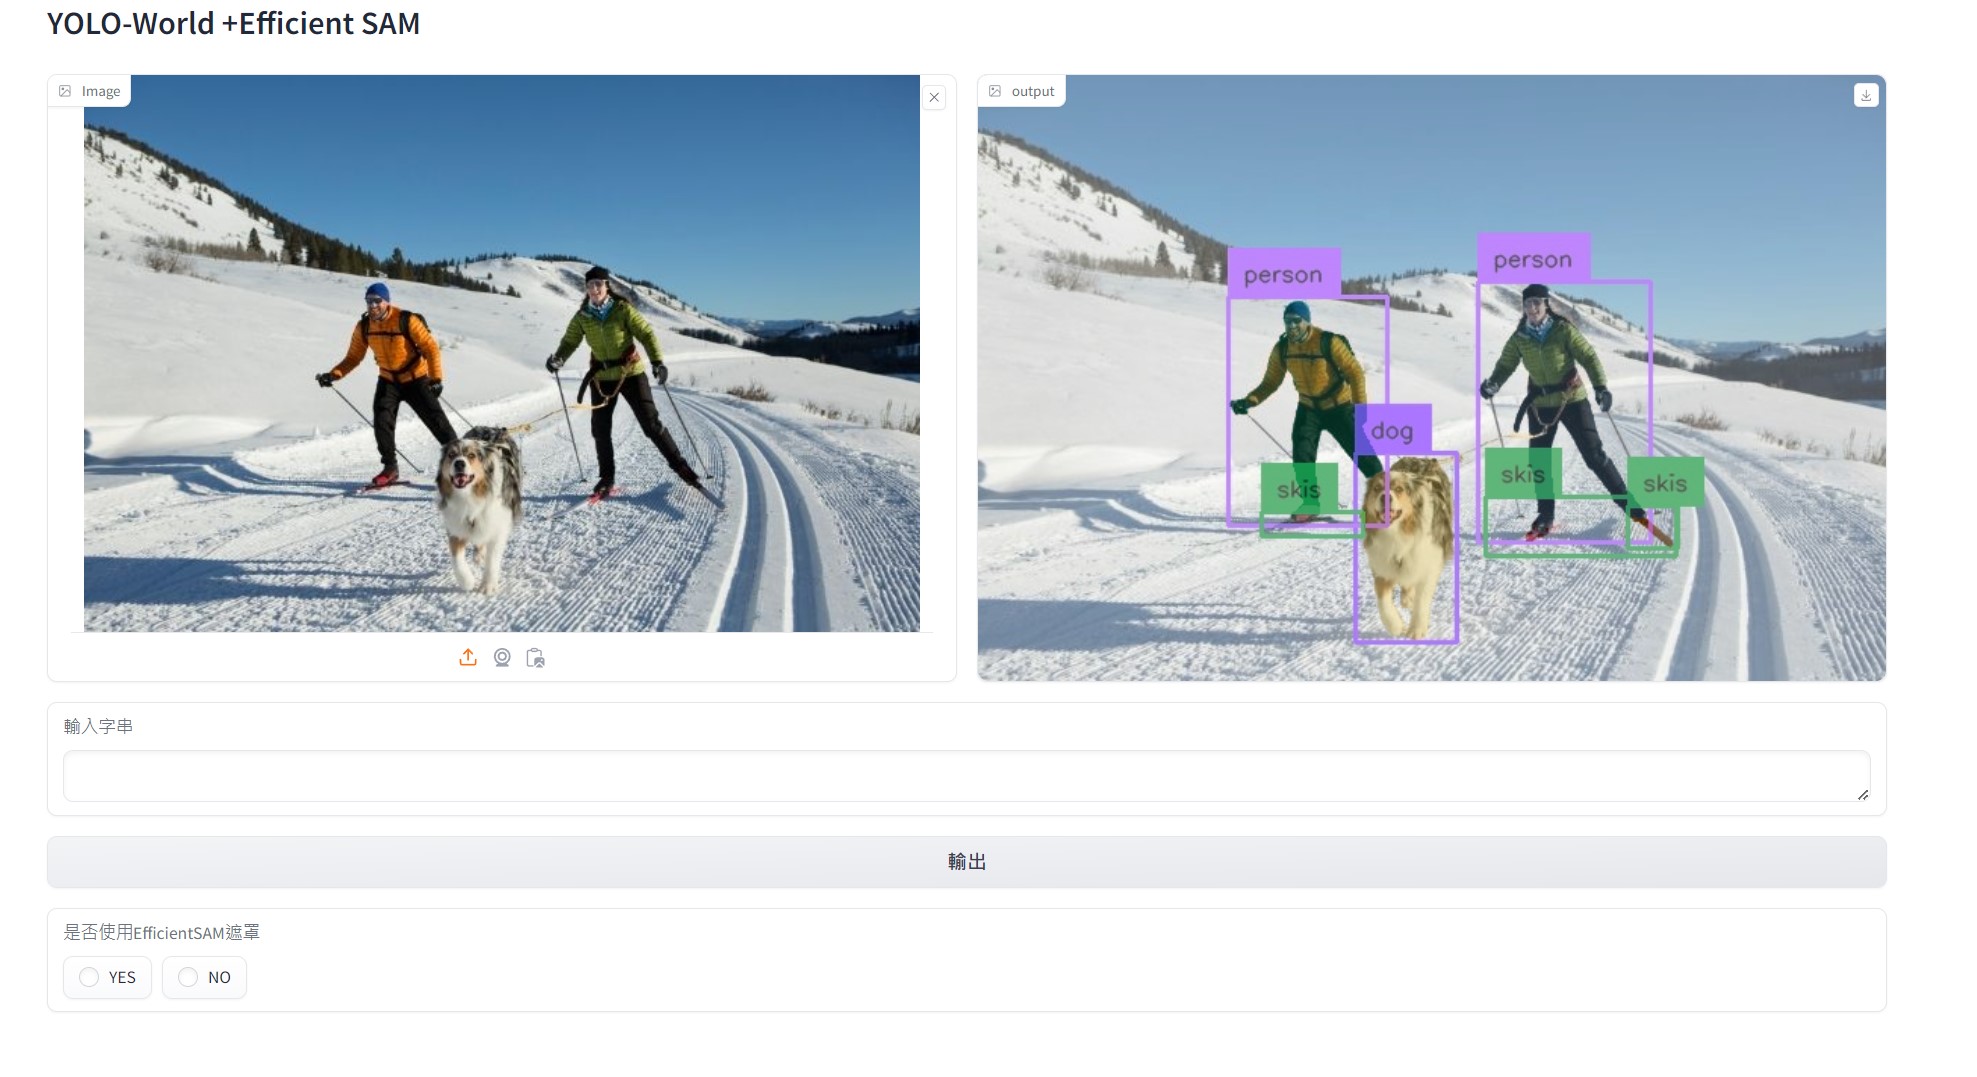 YOLO-World +Efficient SAM
Image
output
person
person
dog
skis
skis
skis
輸入字串
輸出
是否使用EfficientSAM遮罩
YES
NO